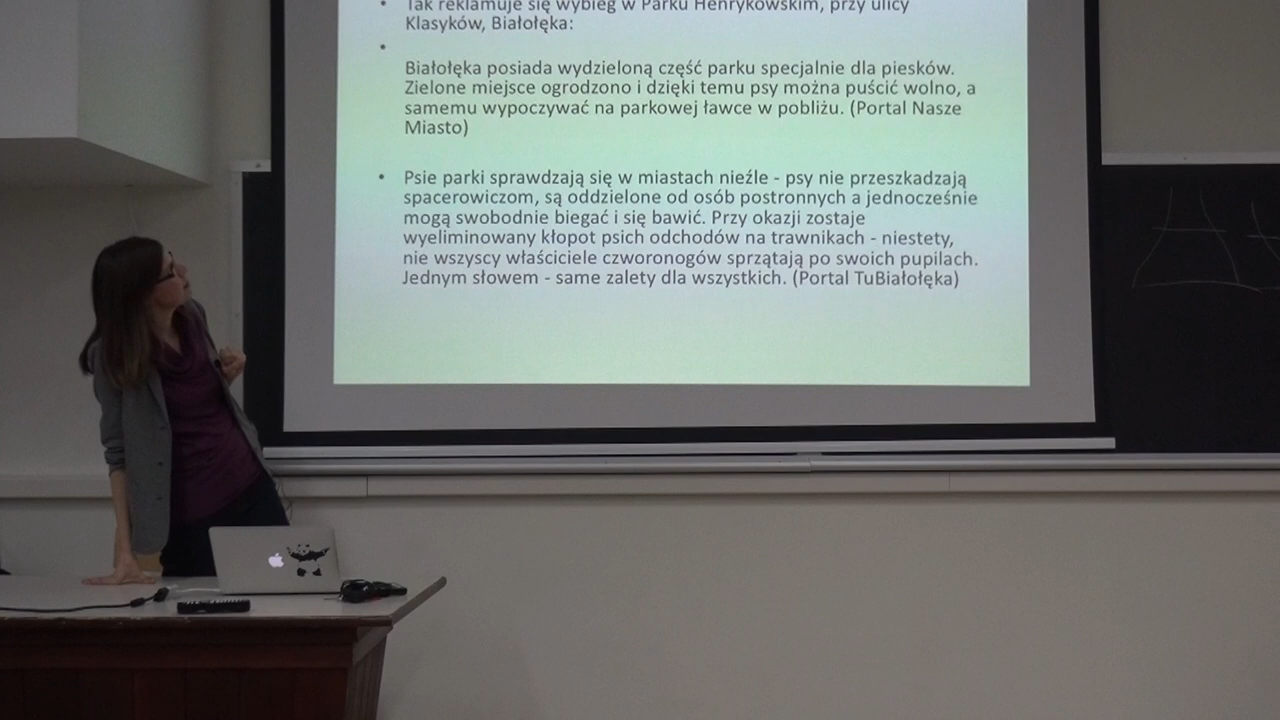 Tak reklamuje się wybieg w Parku Henrykowskim, przy ulicy
Klasyków, Białołęka:
Białołęka posiada wydzieloną część parku specjalnie dla piesków.
Zielone miejsce ogrodzono i dzięki temu psy można puścić wolno, a
samemu wypoczywać na parkowej ławce w pobliżu. (Portal Nasze
Miasto)
Psie parki sprawdzają się w miastach nieźle - psy nie przeszkadzają
spacerowiczom, są oddzielone od osób postronnych a jednocześnie
mogą swobodnie biegać i się bawić. Przy okazji zostaje
wyeliminowany kłopot psich odchodów na trawnikach - niestety,
nie wszyscy właściciele czworonogów sprzątają po swoich pupilach.
Jednym słowem - same zalety dla wszystkich. (Portal TuBiałołęka)